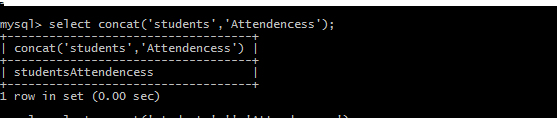 mysql> select concat('students','Attendencess');
+-----------------------------------+
| concat('students','Attendencess') |
+-----------------------------------+
| studentsAttendencess              |
+-----------------------------------+
1 row in set (0.00 sec)